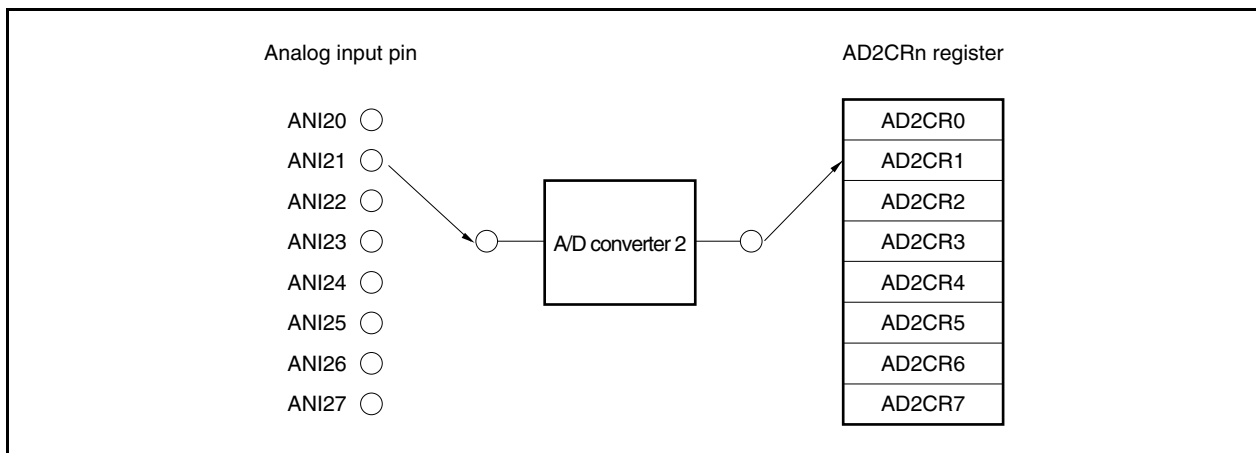 Analog input pin
AD2CRn register
ANI20
ANI21
ANI22
ANI23
ANI24
ANI25
ANI26
ANI27
A/D converter 2
AD2CR0
AD2CR1
AD2CR2
AD2CR3
AD2CR4
AD2CR5
AD2CR6
AD2CR7